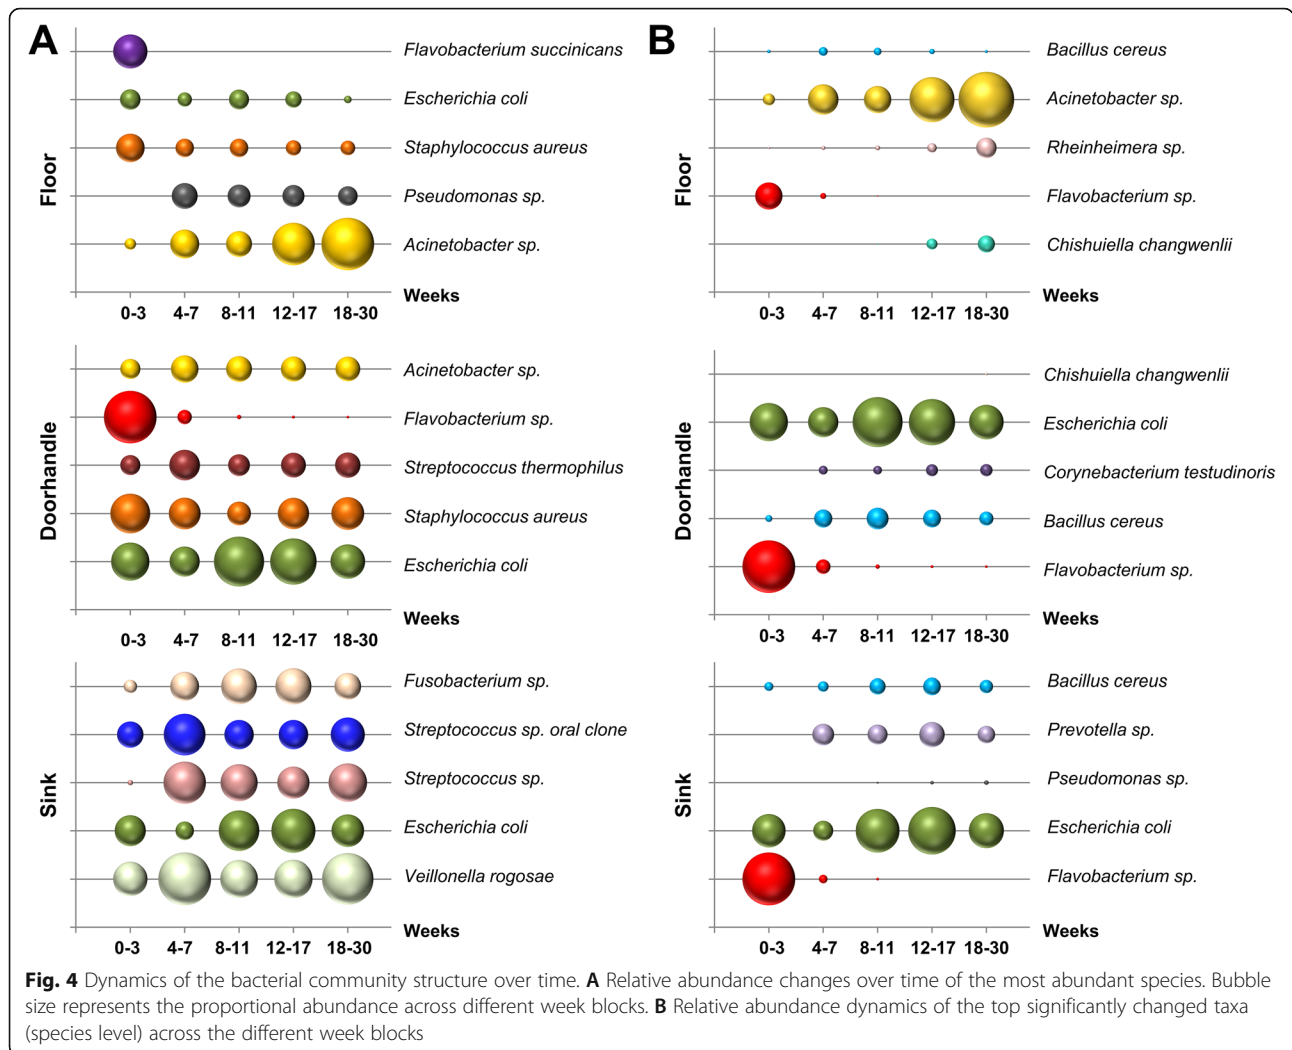 A
Floor
Flavobacterium succinicans
Escherichia coli
Staphylococcus aureus
Pseudomonas sp.
Acinetobacter sp.
Weeks
0-3 4-7 8-11 12-17 18-30
Doorhandle
Acinetobacter sp.
Flavobacterium sp.
Streptococcus thermophilus
Staphylococcus aureus
Escherichia coli
Weeks
0-3 4-7 8-11 12-17 18-30
Sink
Fusobacterium sp.
Streptococcus sp. oral clone
Streptococcus sp.
Escherichia coli
Veillonella rogosae
Weeks
0-3 4-7 8-11 12-17 18-30
B
Floor
Bacillus cereus
Acinetobacter sp.
Rheinheimera sp.
Flavobacterium sp.
Chishuiella changwenlii
Weeks
0-3 4-7 8-11 12-17 18-30
Doorhandle
Chishuiella changwenlii
Escherichia coli
Corynebacterium testudinoris
Bacillus cereus
Flavobacterium sp.
Weeks
0-3 4-7 8-11 12-17 18-30
Sink
Bacillus cereus
Prevotella sp.
Pseudomonas sp.
Escherichia coli
Flavobacterium sp.
Weeks
0-3 4-7 8-11 12-17 18-30
Fig. 4 Dynamics of the bacterial community structure over time. A Relative abundance changes over time of the most abundant species. Bubble
size represents the proportional abundance across different week blocks. B Relative abundance dynamics of the top significantly changed taxa
(species level) across the different week blocks